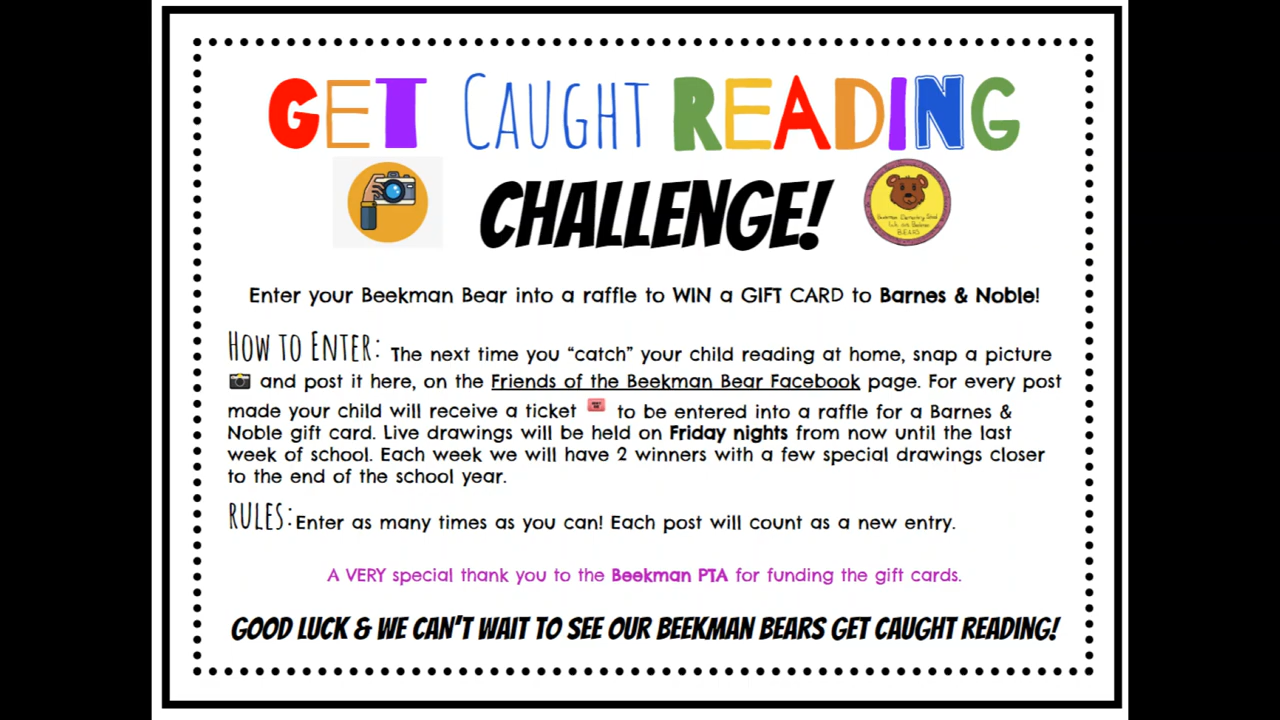 GET CAUGHT READING
CHALLENGE!
Beekman Elementary School
We are Beekman
BEARS
Enter your Beekman Bear into a raffle to WIN a GIFT CARD to Barnes & Noble!
HOW TO ENTER: The next time you “catch” your child reading at home, snap a picture
and post it here, on the Friends of the Beekman Bear Facebook page. For every post
made your child will receive a ticket to be entered into a raffle for a Barnes &
Noble gift card. Live drawings will be held on Friday nights from now until the last
week of school. Each week we will have 2 winners with a few special drawings closer
to the end of the school year.
RULES: Enter as many times as you can! Each post will count as a new entry.
A VERY special thank you to the Beekman PTA for funding the gift cards.
GOOD LUCK & WE CAN'T WAIT TO SEE OUR BEEKMAN BEARS GET CAUGHT READING!